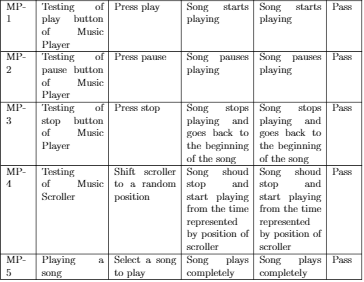 MP- Testing of Press play Song starts Song starts Pass
1 play button playing playing
of Music
Player
MP- Testing of Press pause Song pauses Song pauses Pass
2 pause button playing playing
of Music
Player
MP- Testing of Press stop Song stops Song stops Pass
3 stop button playing and playing and
of Music goes back to goes back to
Player the beginning the beginning
of the song of the song
MP- Testing Shift scroller Song shoud Song shoud Pass
4 of Music to a random stop and stop and
Scroller position start playing start playing
from the time from the time
represented represented
by position of by position of
scroller scroller
MP- Playing a Select a song Song plays Song plays Pass
5 song to play completely completely